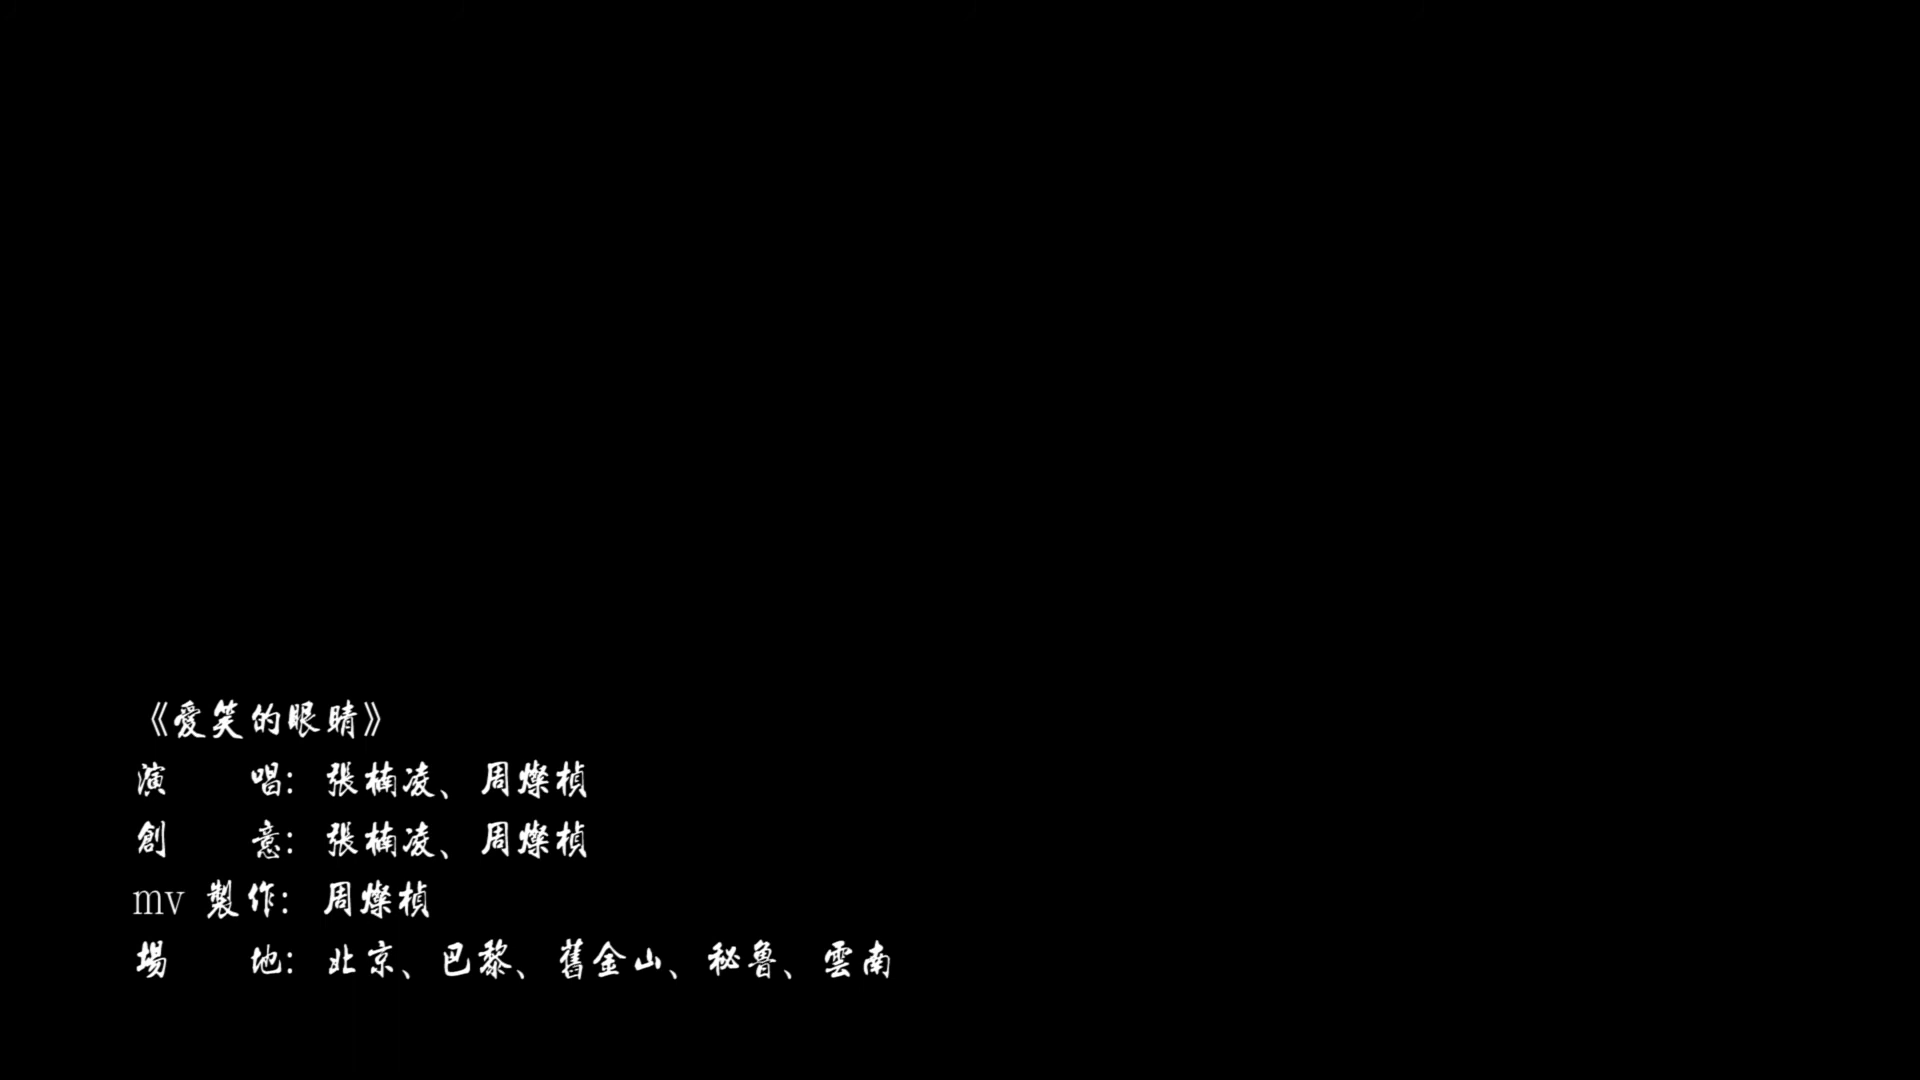 《愛笑的眼睛》
演 唱: 張楠凌、周燦楨
創 意: 張楠凌、周燦楨
mv 製作: 周燦楨
場 地: 北京、巴黎、舊金山、秘魯、雲南